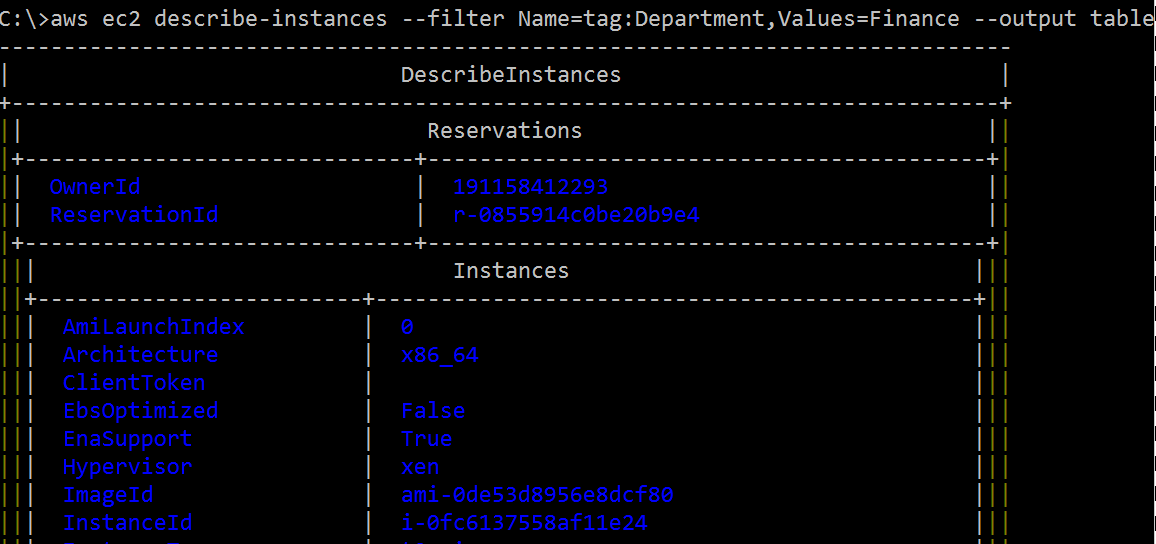 C:\>aws ec2 describe-instances --filter Name=tag:Department,Values=Finance --output table
DescribeInstances
Reservations
OwnerId | 191158412293
ReservationId | r-0855914c0be20b9e4
Instances
AmiLaunchIndex | 0
Architecture | x86_64
ClientToken |
EbsOptimized | False
EnaSupport | True
Hypervisor | xen
ImageId | ami-0de53d8956e8dcf80
InstanceId | i-0fc6137558af11e24